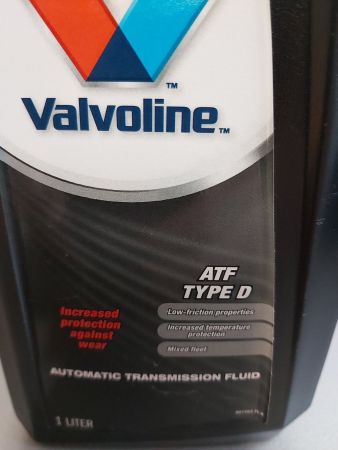 ™
Valvoline™
ATF
TYPE D
Increased
protection
against
wear
Low-friction properties
Increased temperature
protection
Mixed fleet
AUTOMATIC TRANSMISSION FLUID
1 LITER